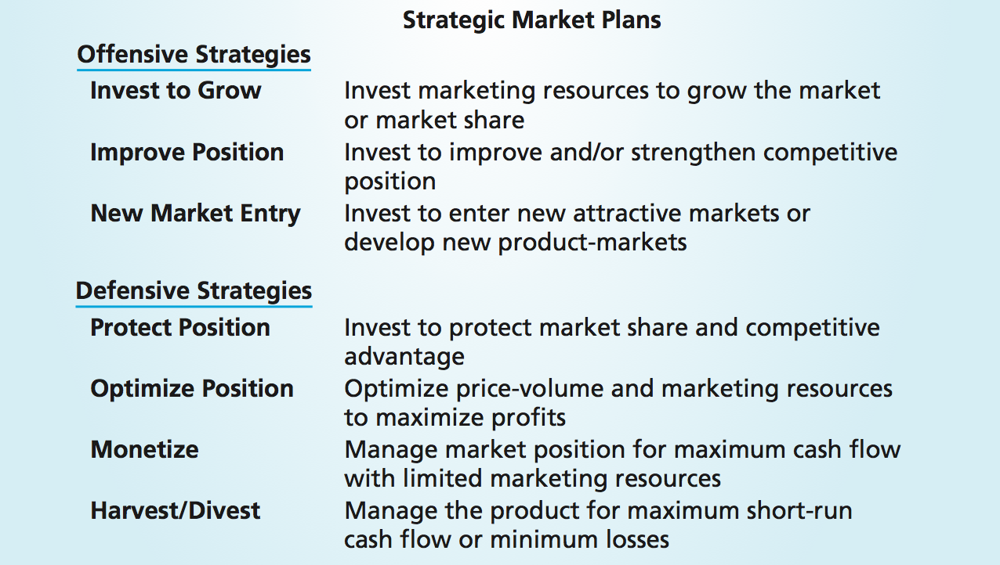 Strategic Market Plans
Offensive Strategies
Invest to Grow Invest marketing resources to grow the market
or market share
Improve Position Invest to improve and/or strengthen competitive
position
New Market Entry Invest to enter new attractive markets or
develop new product-markets
Defensive Strategies
Protect Position Invest to protect market share and competitive
advantage
Optimize Position Optimize price-volume and marketing resources
to maximize profits
Monetize Manage market position for maximum cash flow
with limited marketing resources
Harvest/Divest Manage the product for maximum short-run
cash flow or minimum losses